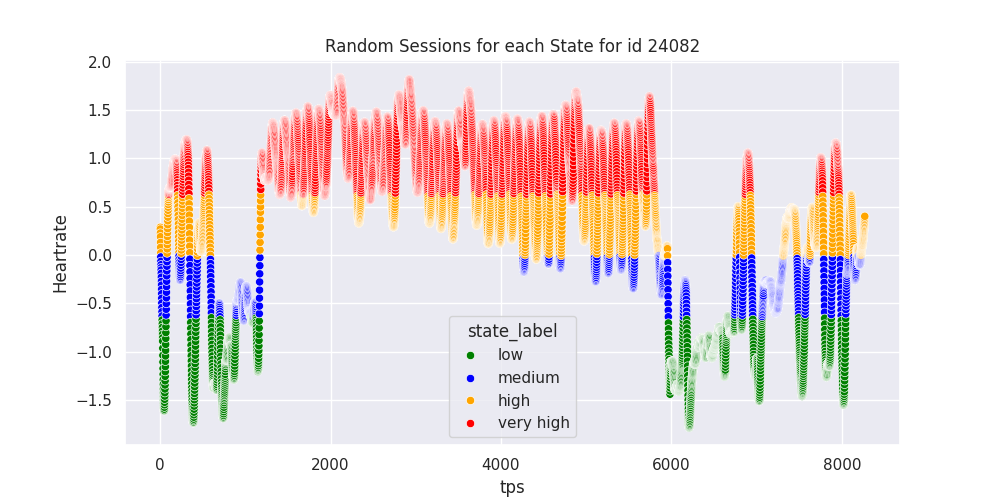 Random Sessions for each State for id 24082
2.0
1.5
1.0
0.5
0.0
−0.5
−1.0
−1.5
Heartrate
state_label
low
medium
high
very high
0 2000 4000 6000 8000
tps